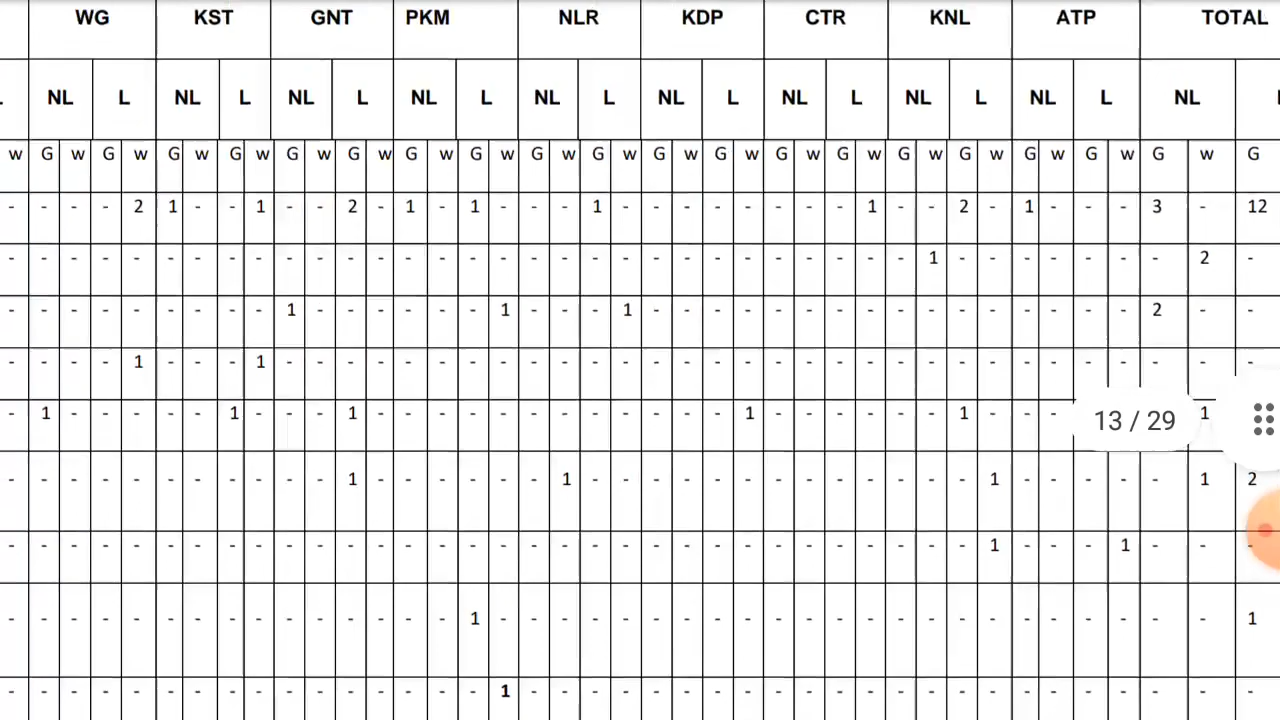 WG KST GNT PKM NLR KDP CTR KNL ATP TOTAL
NL L NL L NL L NL L NL L NL L NL L NL L NL L NL
w G w G w G w G w G w G w G w G w G w G w G w G w G w G w G w G w G w G w G w G
- - - - 2 1 - - 1 - - 2 - 1 - 1 - - - 1 - - - - - - - - 1 - - 2 - 1 - - - 3 - 12
- - - - - - - - - - - - - - - - - - - - - - - - - - - - - - 1 - - - - - - - 2 -
- - - - - - - - - 1 - - - - - - 1 - - - 1 - - - - - - - - - - - - - - - - 2 - -
- - - - 1 - - - 1 - - - - - - - - - - - - - - - - - - - - - - - - - - - - - - -
- 1 - - - - - 1 - - - 1 - - - - - - - - - - - - 1 - - - - - - 1 - - - 1
- - - - - - - - - - - 1 - - - - - - 1 - - - - - - - - - - - - - 1 - - - - - 1 2
- - - - - - - - - - - - - - - - - - - - - - - - - - - - - - - - 1 - - - 1 - - -
- - - - - - - - - - - - - - - 1 - - - - - - - - - - - - - - - - - - - - - - - 1
- - - - - - - - - - - - - - - - 1 - - - - - - - - - - - - - - - - - - - - - - -
13 / 29